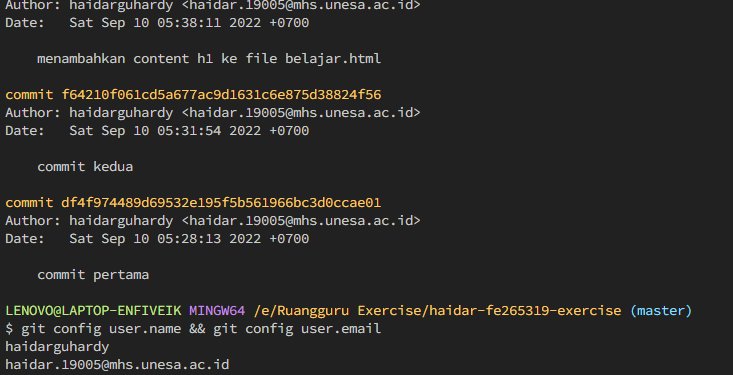 Author: haidarguhardy <haidar.19005@mhs.unesa.ac.id>
Date:   Sat Sep 10 05:38:11 2022 +0700
menambahkan content h1 ke file belajar.html
commit f64210f061cd5a677ac9d1631c6e875d38824f56
Author: haidarguhardy <haidar.19005@mhs.unesa.ac.id>
Date:   Sat Sep 10 05:31:54 2022 +0700
commit kedua
commit df4f974489d69532e195f5b561966bc3d0ccae01
Author: haidarguhardy <haidar.19005@mhs.unesa.ac.id>
Date:   Sat Sep 10 05:28:13 2022 +0700
commit pertama
LENOVO@LAPTOP-ENFIVEIK MINGW64 /e/Ruangguru Exercise/haidar-fe265319-exercise (master)
$ git config user.name && git config user.email
haidarguhardy
haidar.19005@mhs.unesa.ac.id